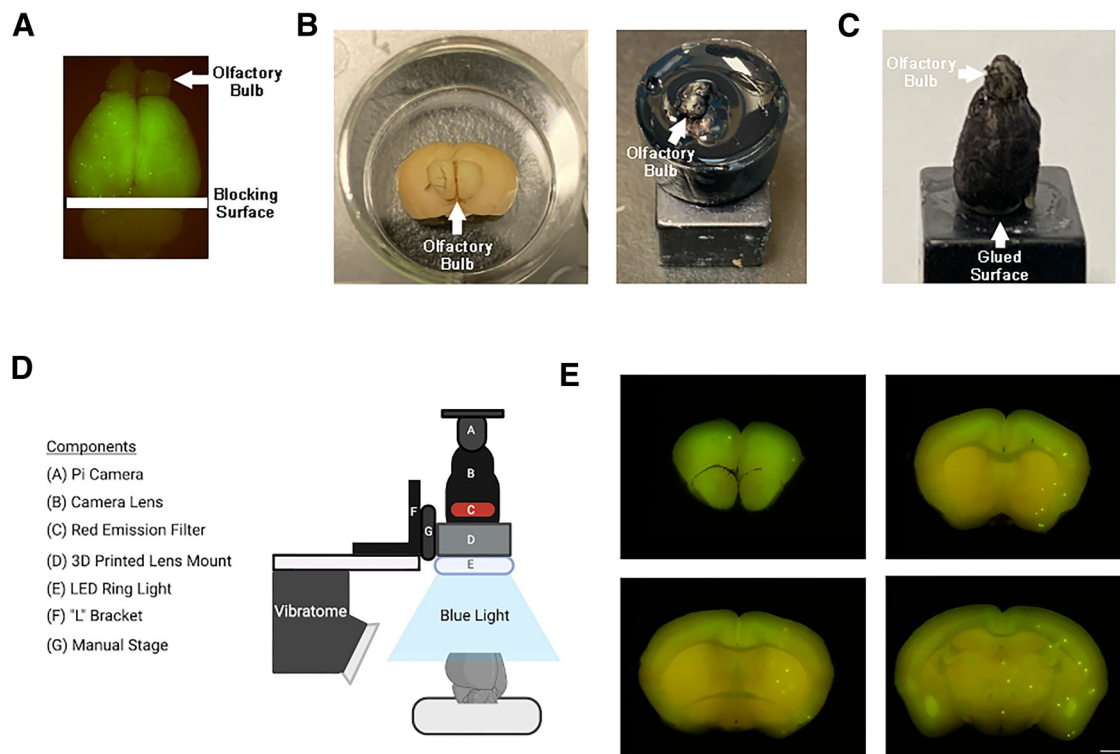 A
Olfactory
Bulb
Blocking
Surface
B
Olfactory
Bulb
Olfactory
Bulb
C
Olfactory
Bulb
Glued
Surface
D
Components
(A) Pi Camera
(B) Camera Lens
(C) Red Emission Filter
(D) 3D Printed Lens Mount
(E) LED Ring Light
(F) "L" Bracket
(G) Manual Stage
A
B
C
D
E
F
G
Vibratome
Blue Light
E